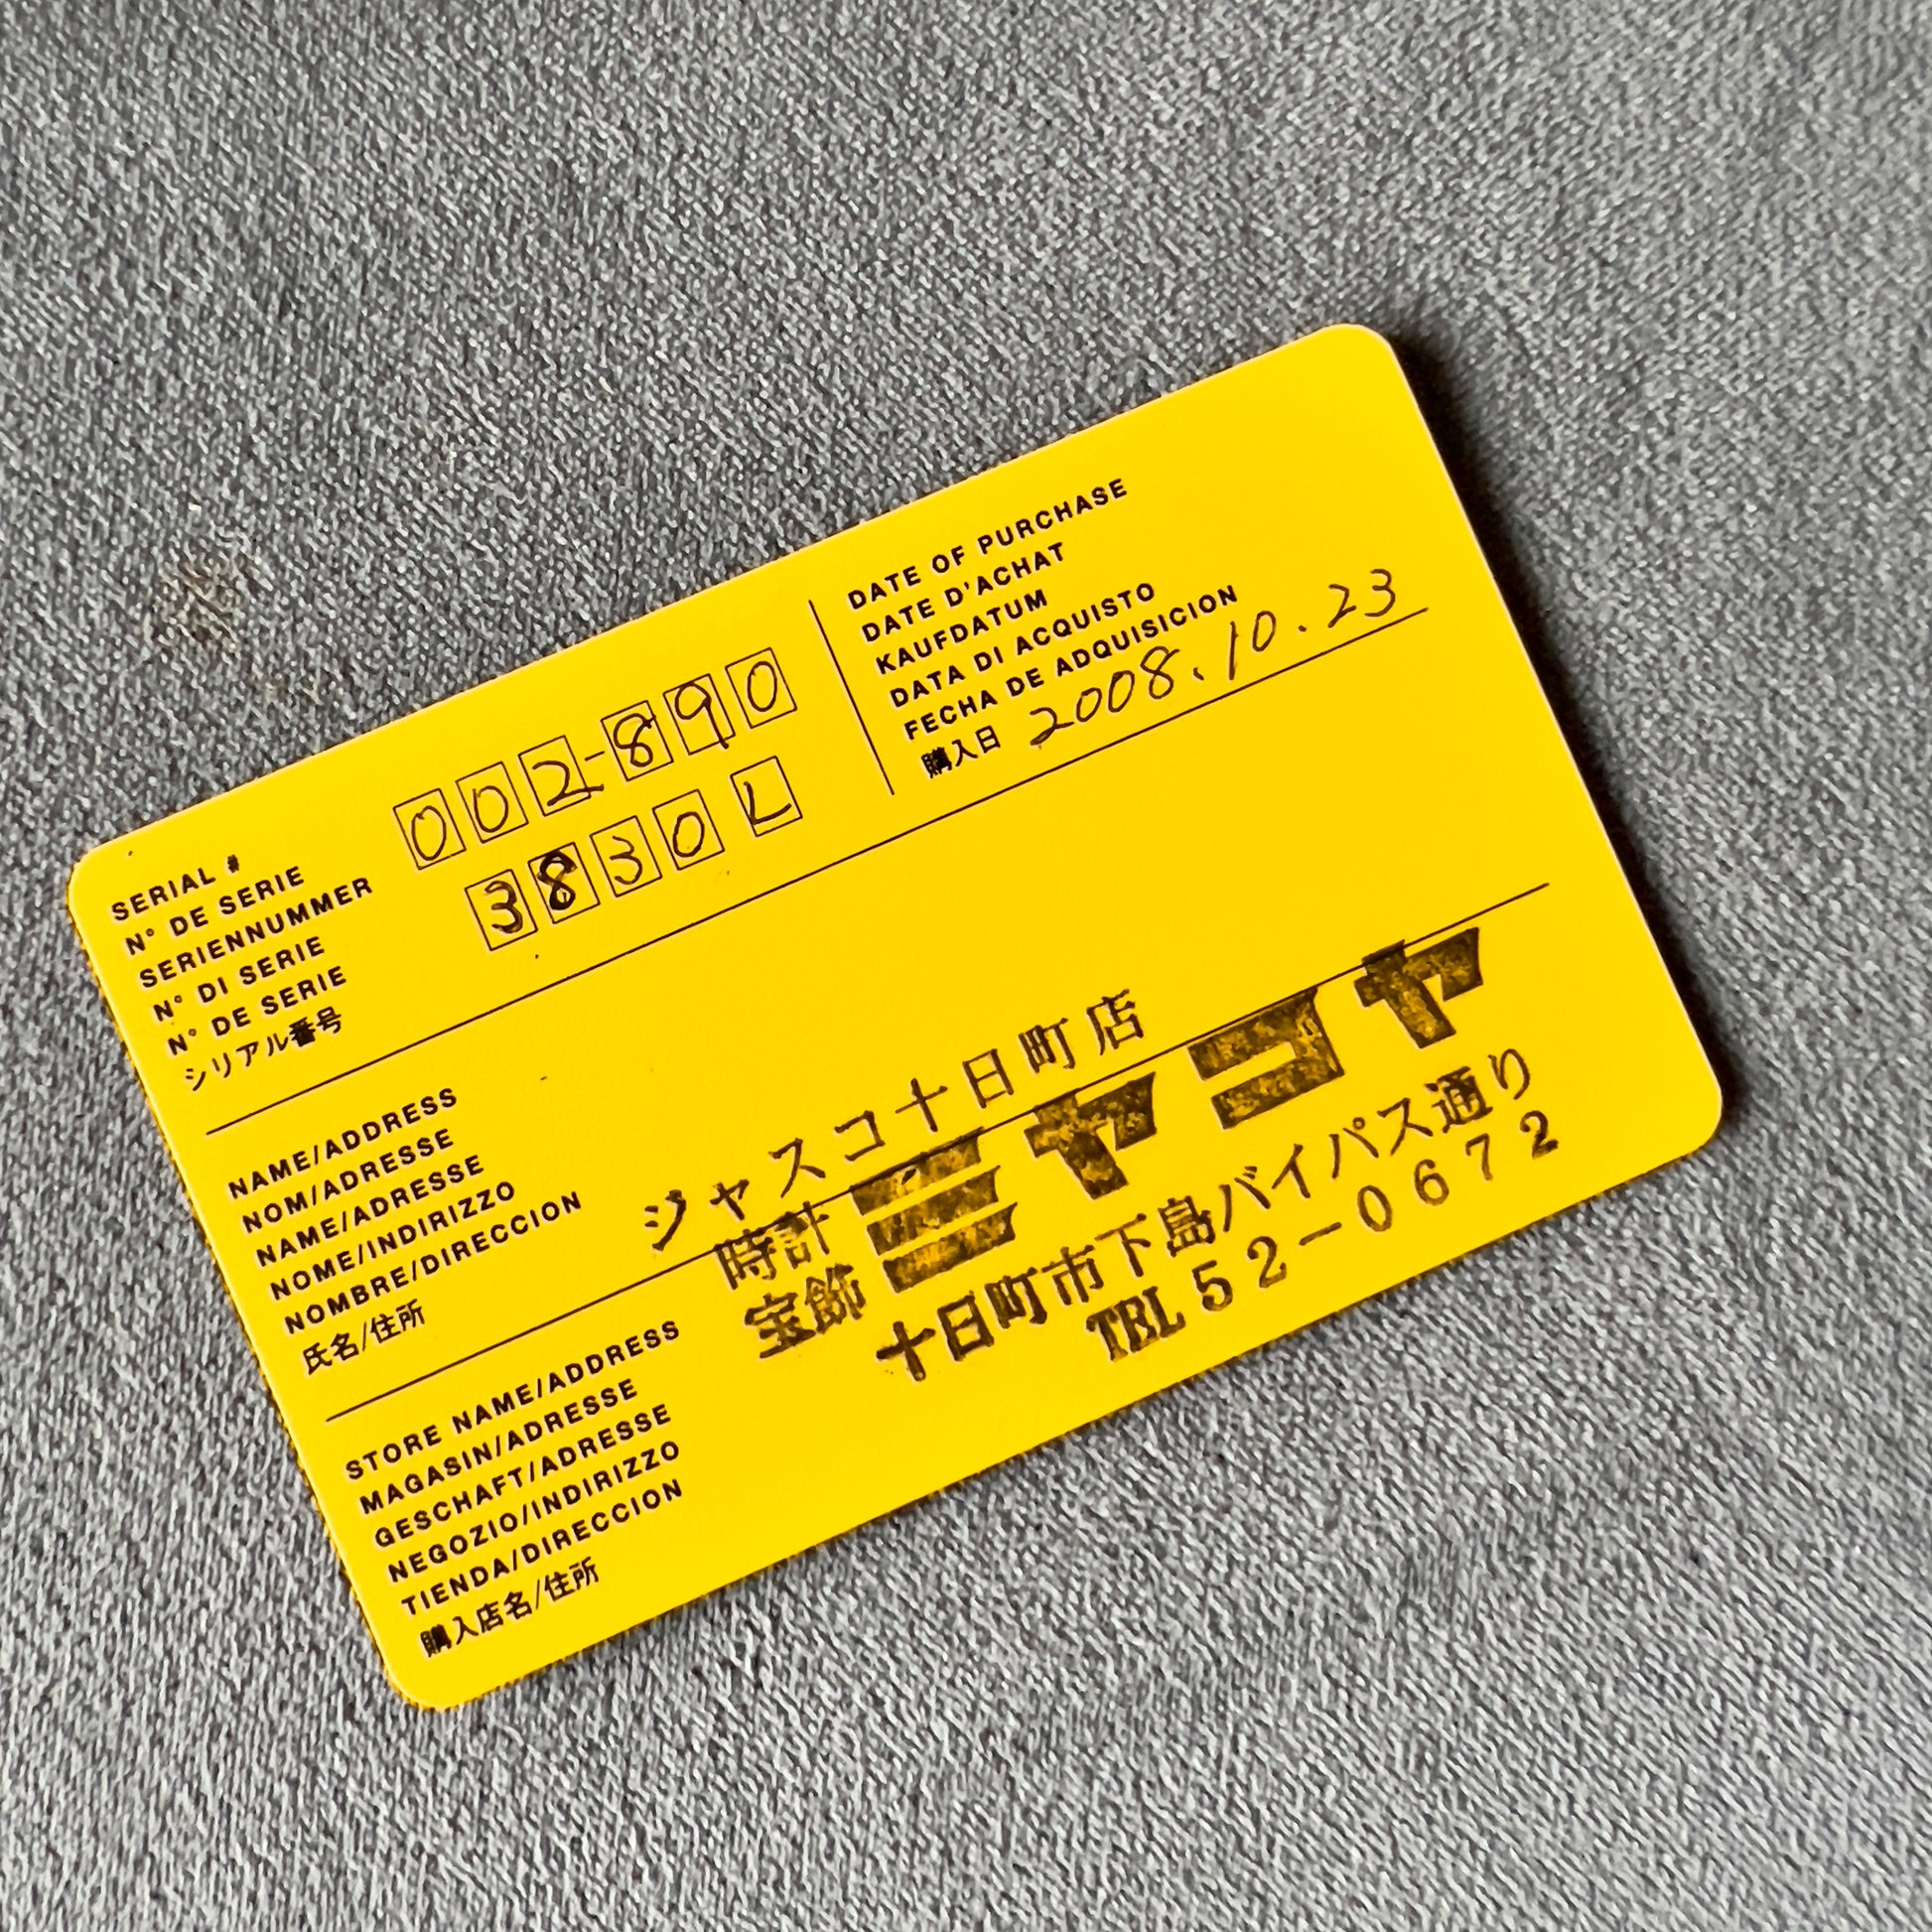 SERIAL #
N° DE SERIE
SERIENNUMMER
N° DI SERIE
N° DE SERIE
シリアル番号
002-890
3830 L
DATE OF PURCHASE
DATE D'ACHAT
KAUFDATUM
DATA DI ACQUISTO
FECHA DE ADQUISICION
購入日 2008.10.23
NAME/ADDRESS
NOM/ADRESSE
NAME/ADRESSE
NOME/INDIRIZZO
NOMBRE/DIRECCION
氏名/住所
STORE NAME/ADDRESS
MAGASIN/ADRESSE
GESCHAFT/ADRESSE
NEGOZIO/INDIRIZZO
TIENDA/DIRECCION
購入店名/住所
ジャスコ十日町店
時計
宝飾
ミヤコヤ
十日町市下島バイパス通り
TEL 52-0672